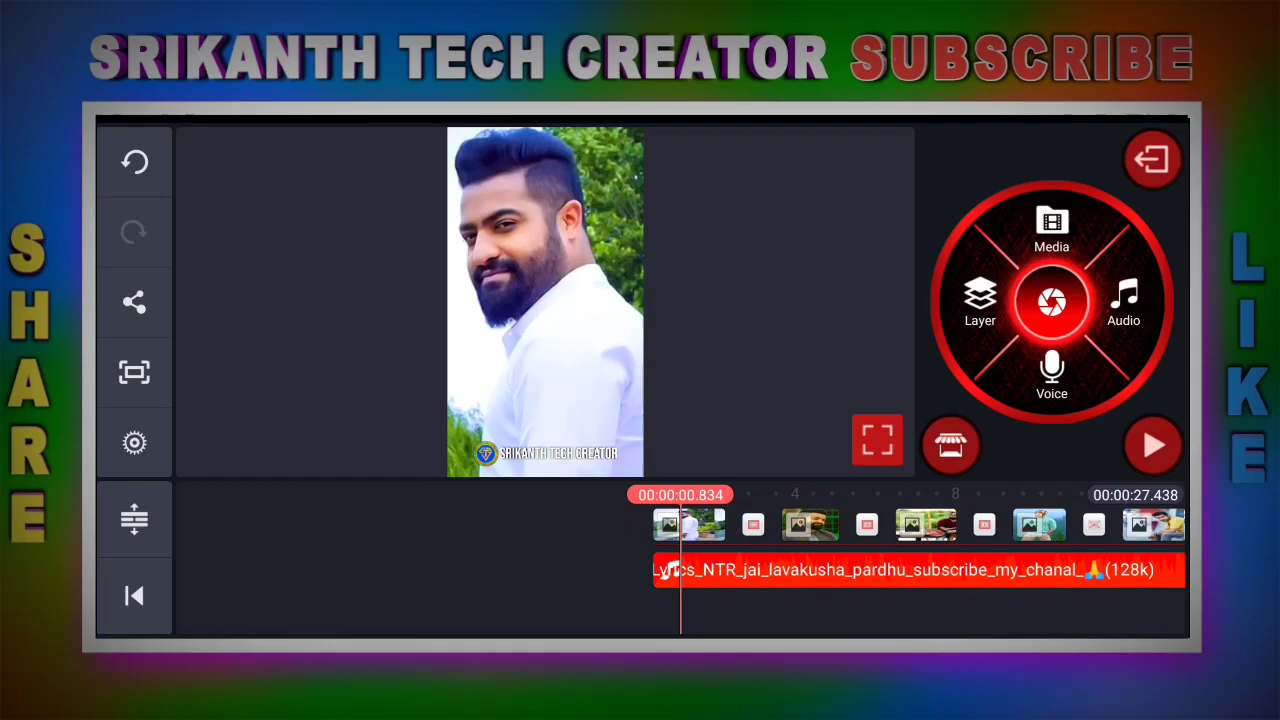 SRIKANTH TECH CREATOR SUBSCRIBE
SHARE
LIKE
Media
Layer
Audio
Voice
SRIKANTH TECH CREATOR
00:00:00.834
4
8
00:00:27.438
Lyrics_NTR_jai_lavakusha_pardhu_subscribe_my_chanal_🙏(128k)